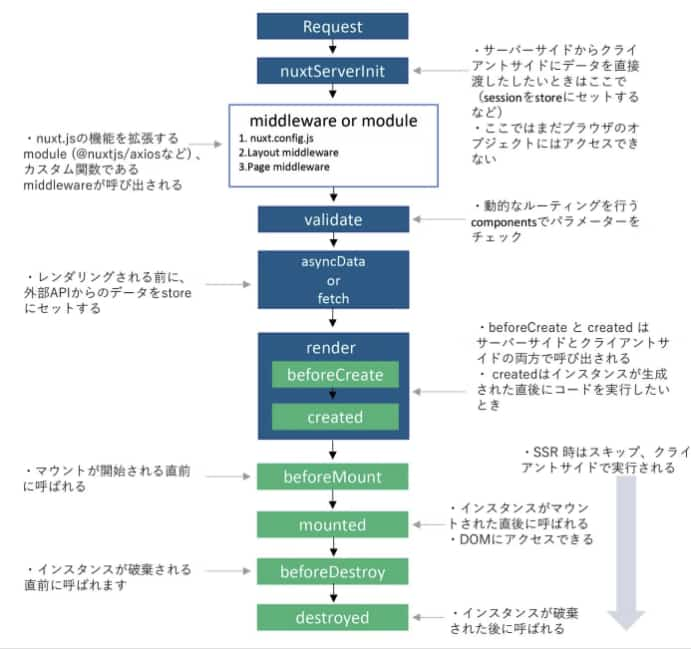 Request
nuxtServerInit
・サーバーサイドからクライ
アントサイドにデータを直接
渡したしたいときはここで
（sessionをstoreにセットする
など）
・ここではまだブラウザのオ
ブジェクトにはアクセスでき
ない
middleware or module
1. nuxt.config.js
2.Layout middleware
3.Page middleware
・nuxt.jsの機能を拡張する
module (@nuxtjs/axiosなど) 、
カスタム関数である
middlewareが呼び出される
validate
・動的なルーティングを行う
componentsでパラメーターを
チェック
asyncData
or
fetch
・レンダリングされる前に、
外部APIからのデータをstore
にセットする
render
beforeCreate
created
・beforeCreate と created は
サーバーサイドとクライアントサ
イドの両方で呼び出される
・ createdはインスタンスが生成
された直後にコードを実行したい
とき
・SSR 時はスキップ、クライ
アントサイドで実行される
beforeMount
・マウントが開始される直前
に呼ばれる
mounted
・インスタンスがマウン
トされた直後に呼ばれる
・DOMにアクセスできる
beforeDestroy
・インスタンスが破棄される
直前に呼ばれます
destroyed
・インスタンスが破棄
された後に呼ばれる